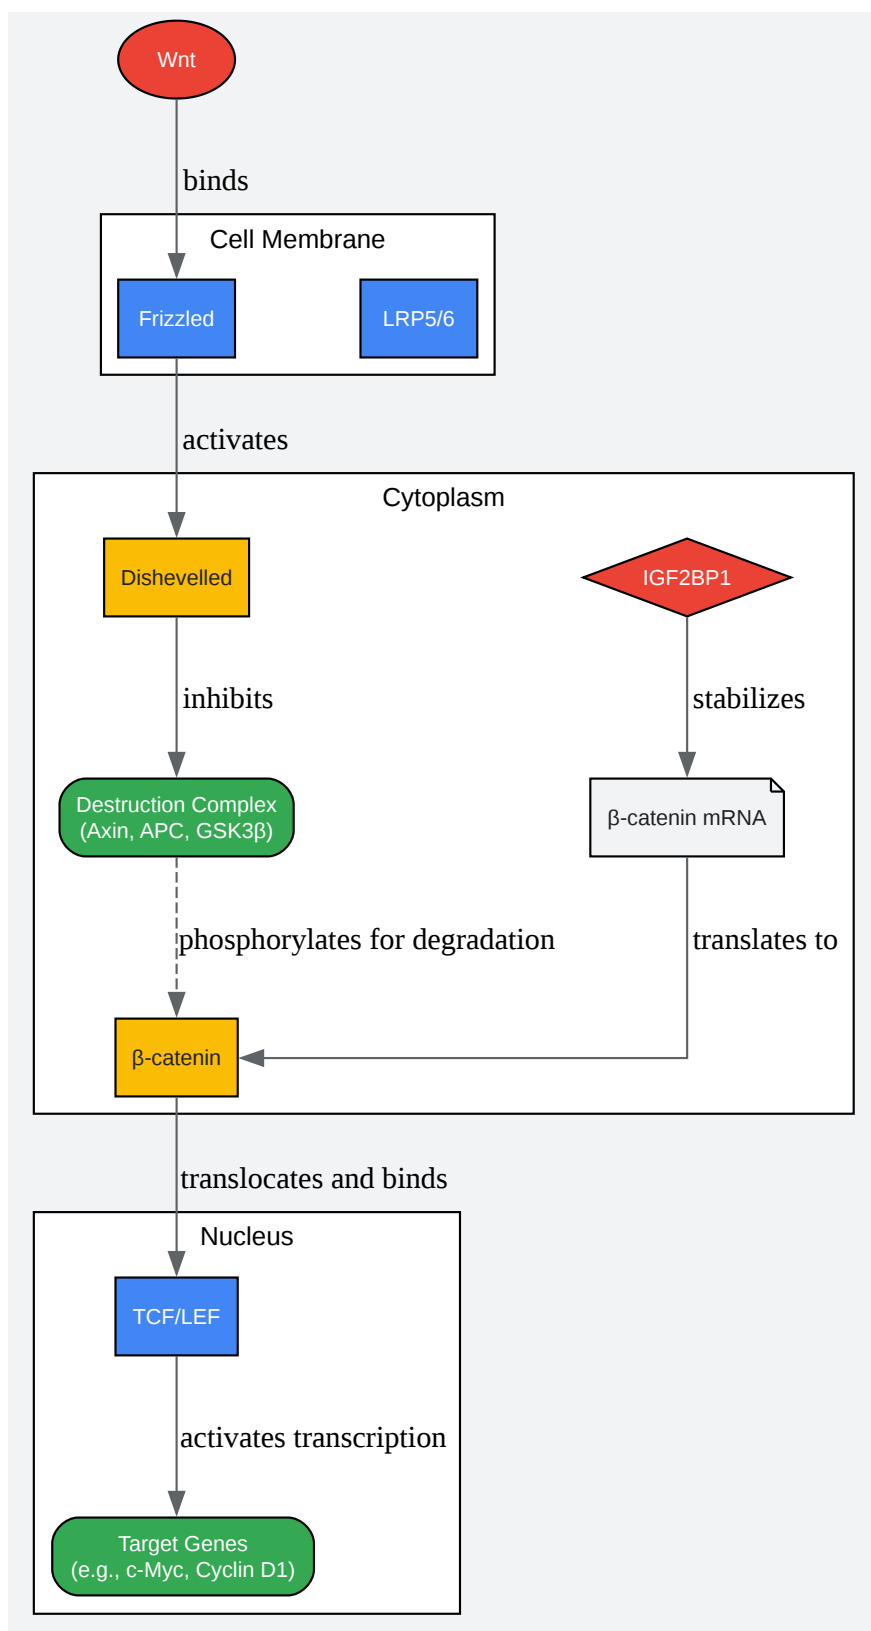 Wnt
binds
Cell Membrane
Frizzled
LRP5/6
activates
Cytoplasm
Dishevelled
IGF2BP1
inhibits
stabilizes
Destruction Complex
(Axin, APC, GSK3β)
β-catenin mRNA
phosphorylates for degradation
translates to
β-catenin
translocates and binds
Nucleus
TCF/LEF
activates transcription
Target Genes
(e.g., c-Myc, Cyclin D1)